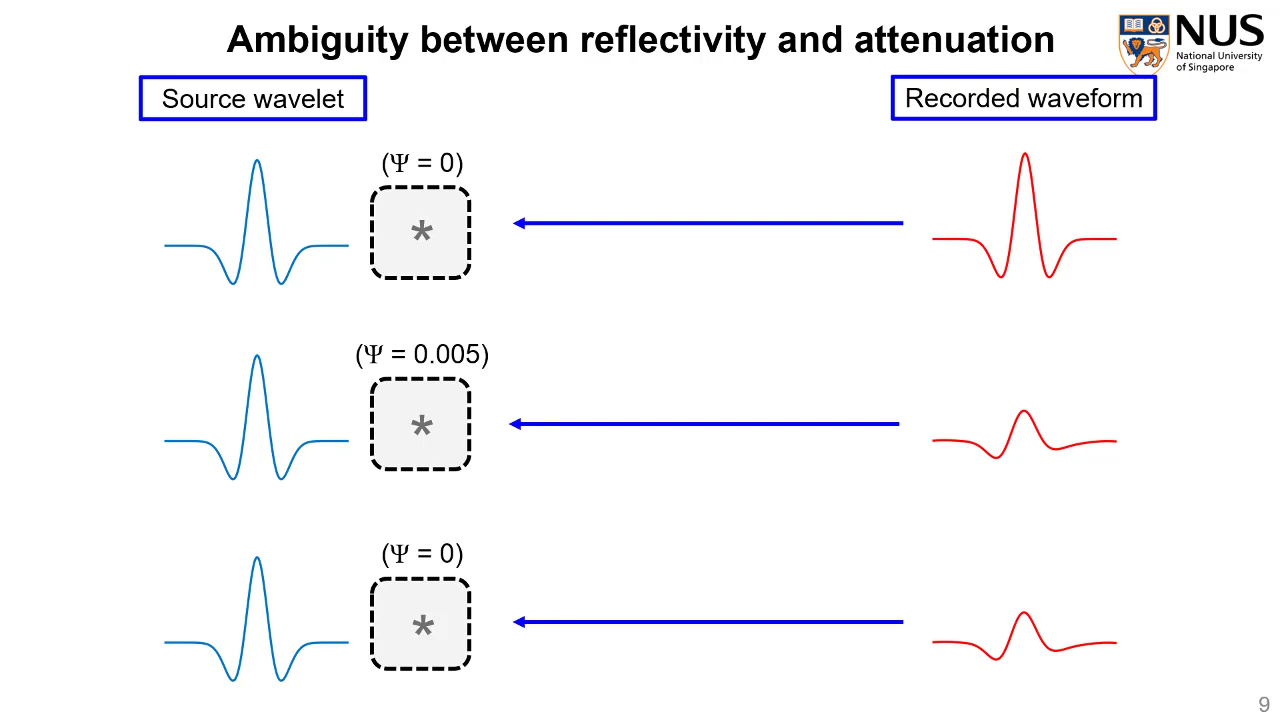 Ambiguity between reflectivity and attenuation
NUS
National University
of Singapore
Source wavelet
Recorded waveform
(Ψ = 0)
*
(Ψ = 0.005)
*
(Ψ = 0)
*
9